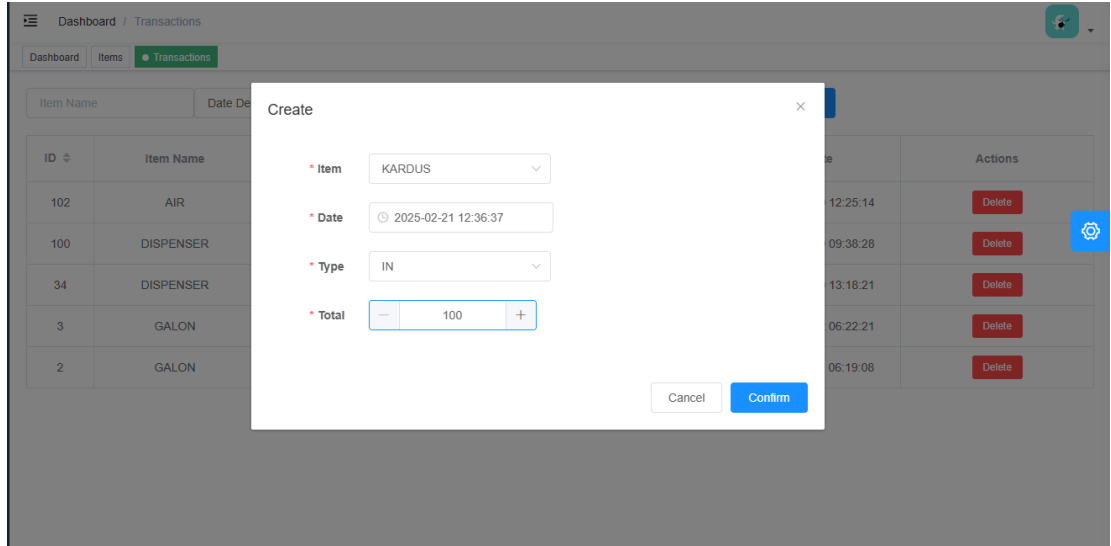 Dashboard / Transactions
Dashboard Items Transactions
Item Name Date De
Create
ID Item Name Actions
* Item KARDUS
102 AIR 12:25:14 Delete
* Date 2025-02-21 12:36:37
100 DISPENSER 09:38:28 Delete
* Type IN
34 DISPENSER 13:18:21 Delete
* Total 100
3 GALON 06:22:21 Delete
2 GALON 06:19:08 Delete
Cancel Confirm